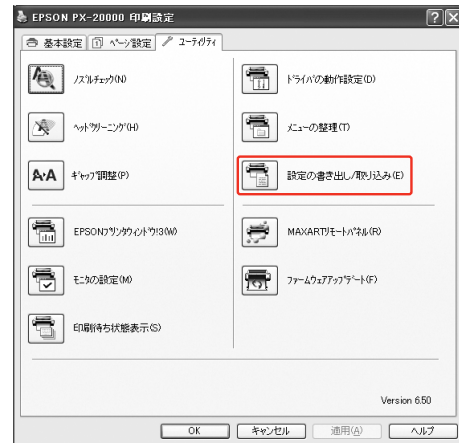 EPSON PX-20000 印刷設定
基本設定 ページ設定 ユーティリティ
ノズルチェック(N)
ドライバの動作設定(D)
ヘッドクリーニング(H)
メニューの整理(T)
A・A ギャップ調整(P)
設定の書き出し/取り込み(E)
EPSONプリンタウィンドウ!3(W)
MAXARTリモートパネル(R)
モニタの設定(M)
ファームウェアアップデート(F)
印刷待ち状態表示(S)
Version 6.50
OK キャンセル 適用(A) ヘルプ